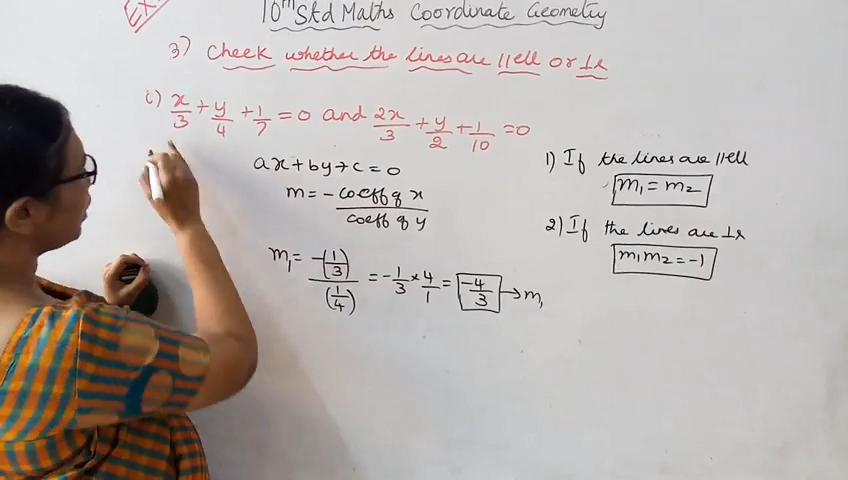 EX
10th Std Maths Coordinate Geometry
3) Check whether the lines are ||ell or ⊥r
i) x/3 + y/4 + 1/7 = 0 and 2x/3 + y/2 + 1/10 = 0
ax+by+c=0
m = -coeff of x / coeff of y
m₁ = -(1/3) / (1/4) = -1/3 × 4/1 = -4/3 → m₁
1) If the lines are ||ell
m₁ = m₂
2) If the lines are ⊥r
m₁m₂ = -1